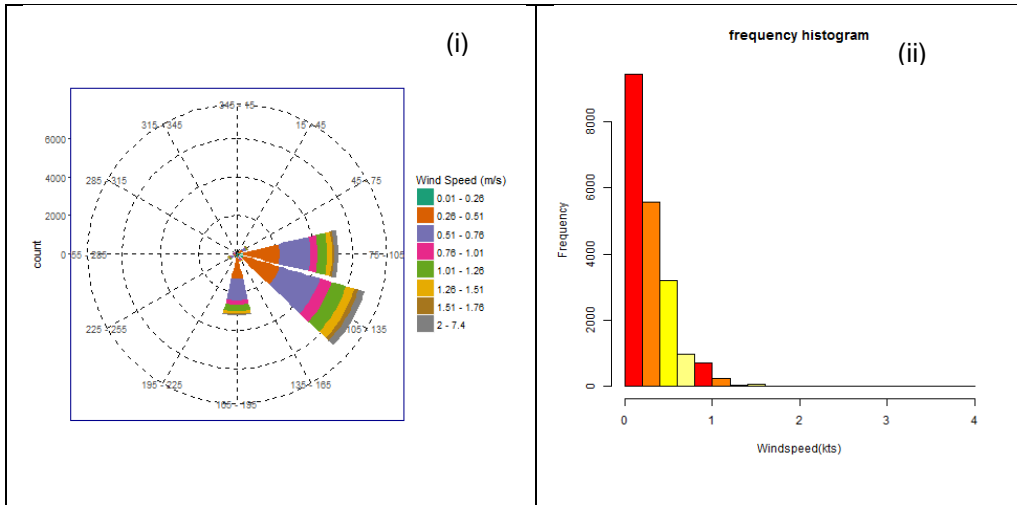 (i)
345 - 15
315 - 345
15 - 45
285 - 315
45 - 75
55 - 285
75 - 105
225 - 255
105 - 135
195 - 225
135 - 165
165 - 195
6000
4000
2000
0
count
Wind Speed (m/s)
0.01 - 0.26
0.26 - 0.51
0.51 - 0.76
0.76 - 1.01
1.01 - 1.26
1.26 - 1.51
1.51 - 1.76
2 - 7.4
frequency histogram
(ii)
Frequency
8000
6000
4000
2000
0
0 1 2 3 4
Windspeed(kts)